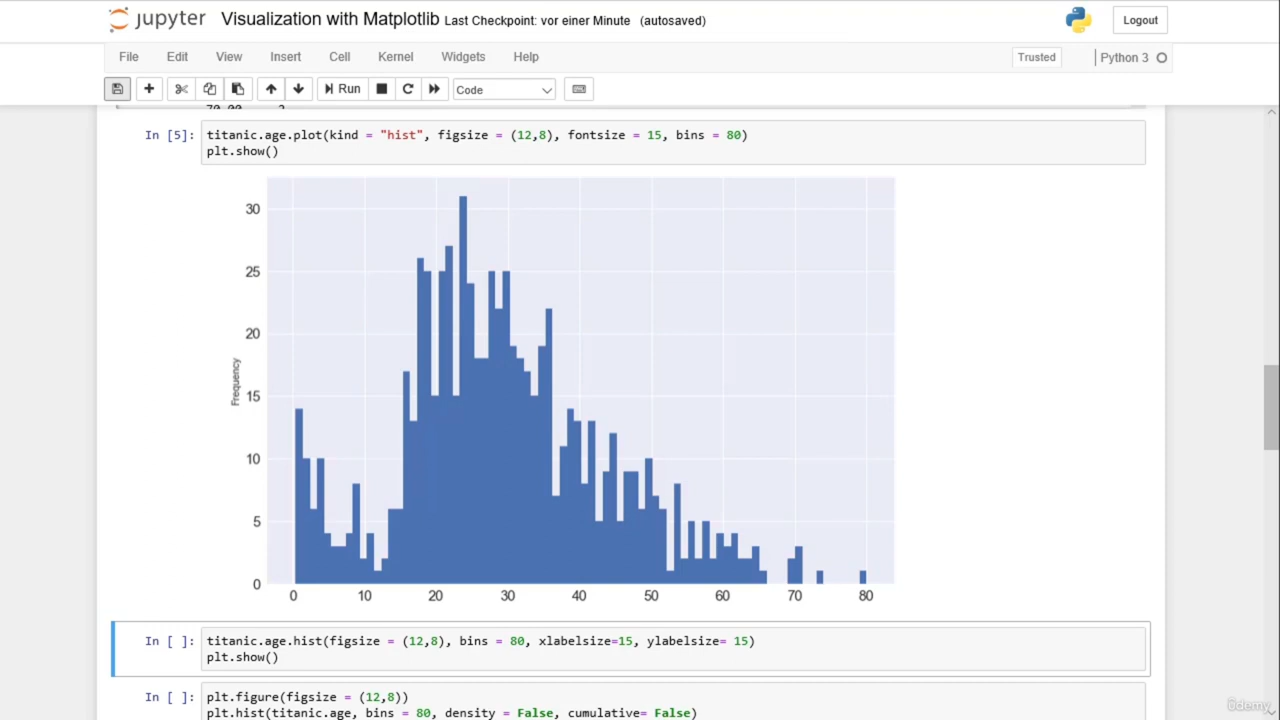 jupyter Visualization with Matplotlib Last Checkpoint: vor einer Minute (autosaved) Logout
File Edit View Insert Cell Kernel Widgets Help Trusted Python 3
Run Code
70.00 2
In [5]: titanic.age.plot(kind = "hist", figsize = (12,8), fontsize = 15, bins = 80)
plt.show()
30
25
20
15
10
5
0
Frequency
0 10 20 30 40 50 60 70 80
In [ ]: titanic.age.hist(figsize = (12,8), bins = 80, xlabelsize=15, ylabelsize= 15)
plt.show()
In [ ]: plt.figure(figsize = (12,8))
plt.hist(titanic.age, bins = 80, density = False, cumulative= False)
ûdemy